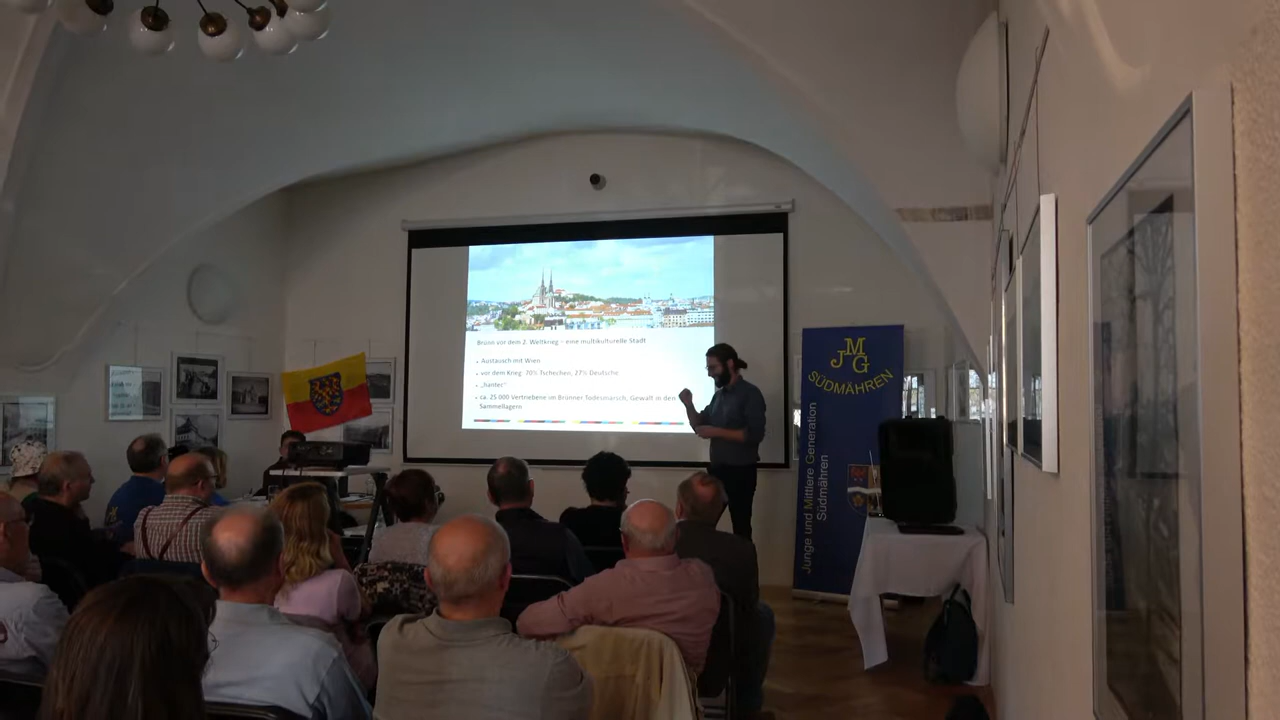 Brünn vor dem 2. Weltkrieg – eine multikulturelle Stadt
Austausch mit Wien
vor dem Krieg: 70% Tschechen, 27% Deutsche
„hantec“
ca. 25 000 Vertriebene im Brünner Todesmarsch, Gewalt in den
Sammellagern
JMG
SÜDMÄHREN
Junge und Mittlere Generation
Südmähren